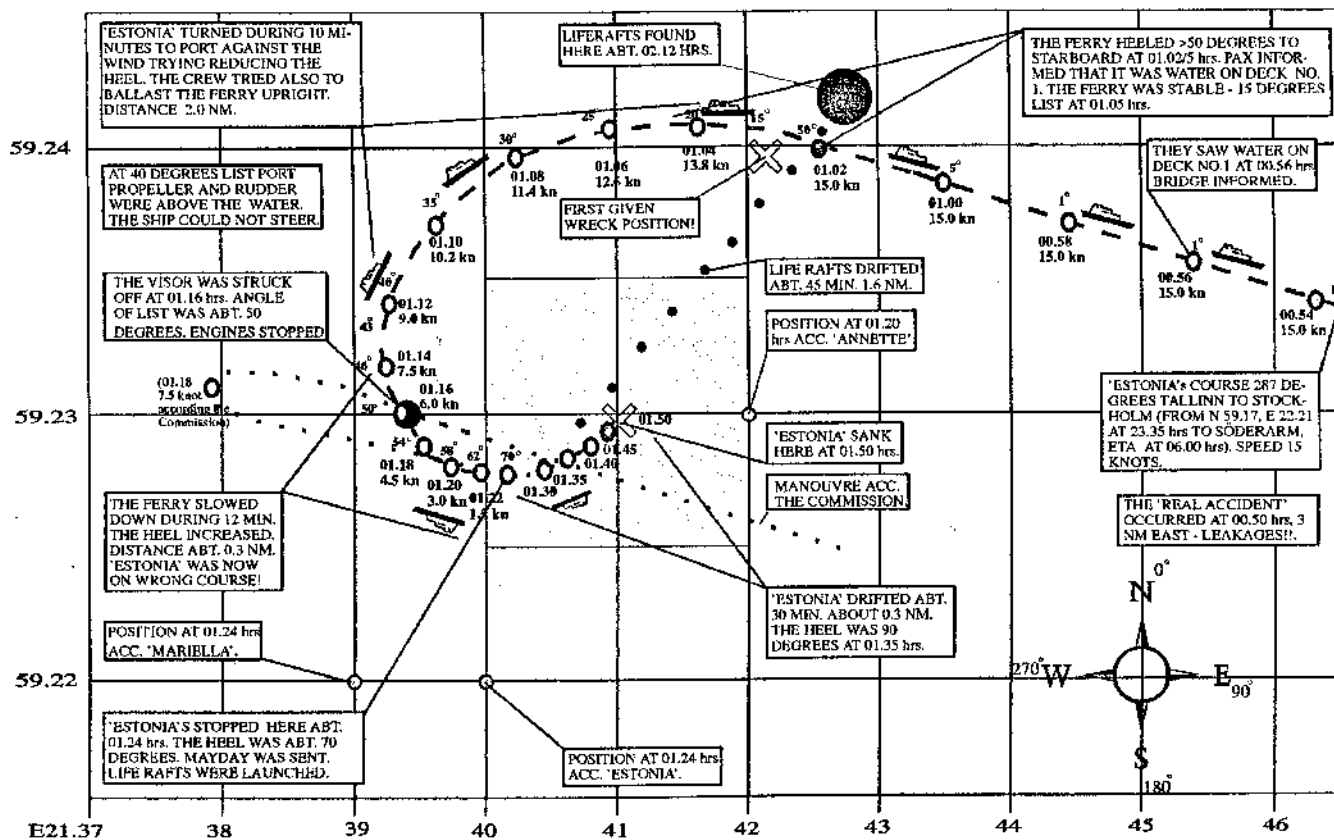 'ESTONIA' TURNED DURING 10 MI-
NUTES TO PORT AGAINST THE
WIND TRYING REDUCING THE
HEEL. THE CREW TRIED ALSO TO
BALLAST THE FERRY UPRIGHT.
DISTANCE 2.0 NM.
LIFERAFTS FOUND
HERE ABT. 02.12 HRS.
THE FERRY HEELED >50 DEGREES TO
STARBOARD AT 01.02/5 hrs. PAX INFOR-
MED THAT IT WAS WATER ON DECK NO.
1. THE FERRY WAS STABLE - 15 DEGREES
LIST AT 01.05 hrs.
THEY SAW WATER ON
DECK NO.1 AT 00.56 hrs.
BRIDGE INFORMED.
59.24
AT 40 DEGREES LIST PORT
PROPELLER AND RUDDER
WERE ABOVE THE WATER.
THE SHIP COULD NOT STEER.
FIRST GIVEN
WRECK POSITION!
30°
25°
20°
15°
50°
5°
1°
1°
35°
40°
45°
01.08
11.4 kn
01.06
01.04
13.8 kn
01.02
15.0 kn
01.00
15.0 kn
00.58
15.0 kn
00.56
15.0 kn
00.54
15.0 kn
01.10
10.2 kn
01.12
9.0 kn
01.14
7.5 kn
01.16
6.0 kn
THE VISOR WAS STRUCK
OFF AT 01.16 hrs. ANGLE
OF LIST WAS ABT. 50
DEGREES. ENGINES STOPPED
LIFE RAFTS DRIFTED
ABT. 45 MIN. 1.6 NM.
POSITION AT 01.20
hrs ACC. 'ANNETTE'.
(01.18
7.5 knot
according the
Commission)
59.23
50°
54°
58°
62°
70°
01.18
4.5 kn
01.20
3.0 kn
01.22
01.30
01.35
01.40
01.45
01.50
'ESTONIA' SANK
HERE AT 01.50 hrs.
MANOUVRE ACC.
THE COMMISSION.
'ESTONIA's COURSE 287 DE-
GREES TALLINN TO STOCK-
HOLM (FROM N 59.17, E 22.21
AT 23.35 hrs TO SÖDERARM,
ETA AT 06.00 hrs). SPEED 15
KNOTS.
THE 'REAL ACCIDENT'
OCCURRED AT 00.50 hrs, 3
NM EAST - LEAKAGES!!.
THE FERRY SLOWED
DOWN DURING 12 MIN.
THE HEEL INCREASED.
DISTANCE ABT. 0.3 NM.
'ESTONIA' WAS NOW
ON WRONG COURSE!
'ESTONIA' DRIFTED ABT.
30 MIN. ABOUT 0.3 NM.
THE HEEL WAS 90
DEGREES AT 01.35 hrs.
POSITION AT 01.24 hrs
ACC. 'MARIELLA'.
59.22
'ESTONIA'S STOPPED HERE ABT.
01.24 hrs. THE HEEL WAS ABT. 70
DEGREES. MAYDAY WAS SENT.
LIFE RAFTS WERE LAUNCHED.
POSITION AT 01.24 hrs
ACC. 'ESTONIA'.
N 0°
270° W
E 90°
S
180°
E21.37 38 39 40 41 42 43 44 45 46